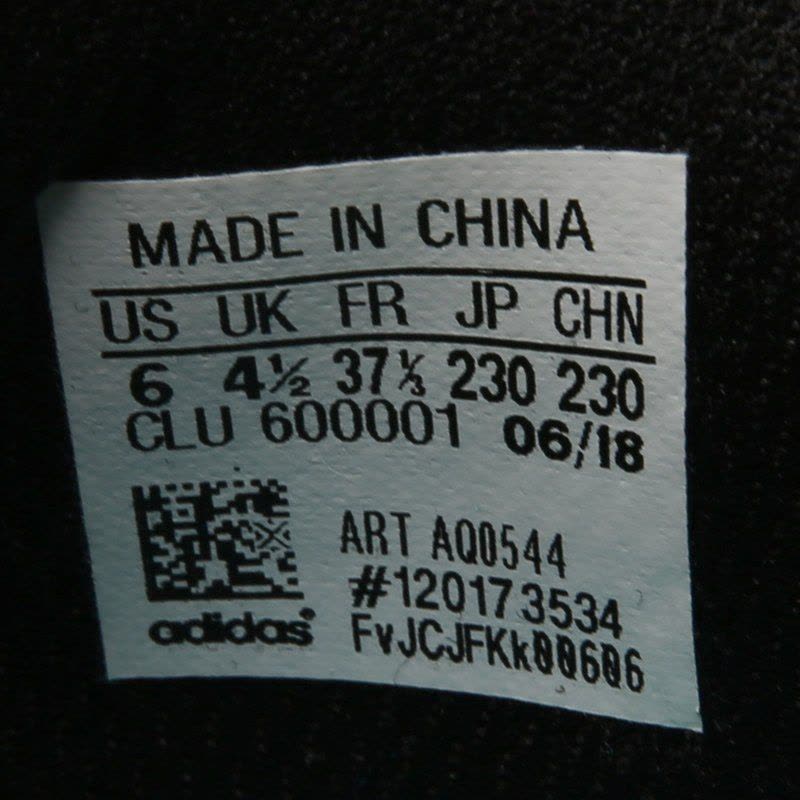 MADE IN CHINA
US UK FR JP CHN
6 4½ 37⅓ 230 230
CLU 600001 06/18
ART AQ0544
#120173534
FvJCJFKk00606
adidas